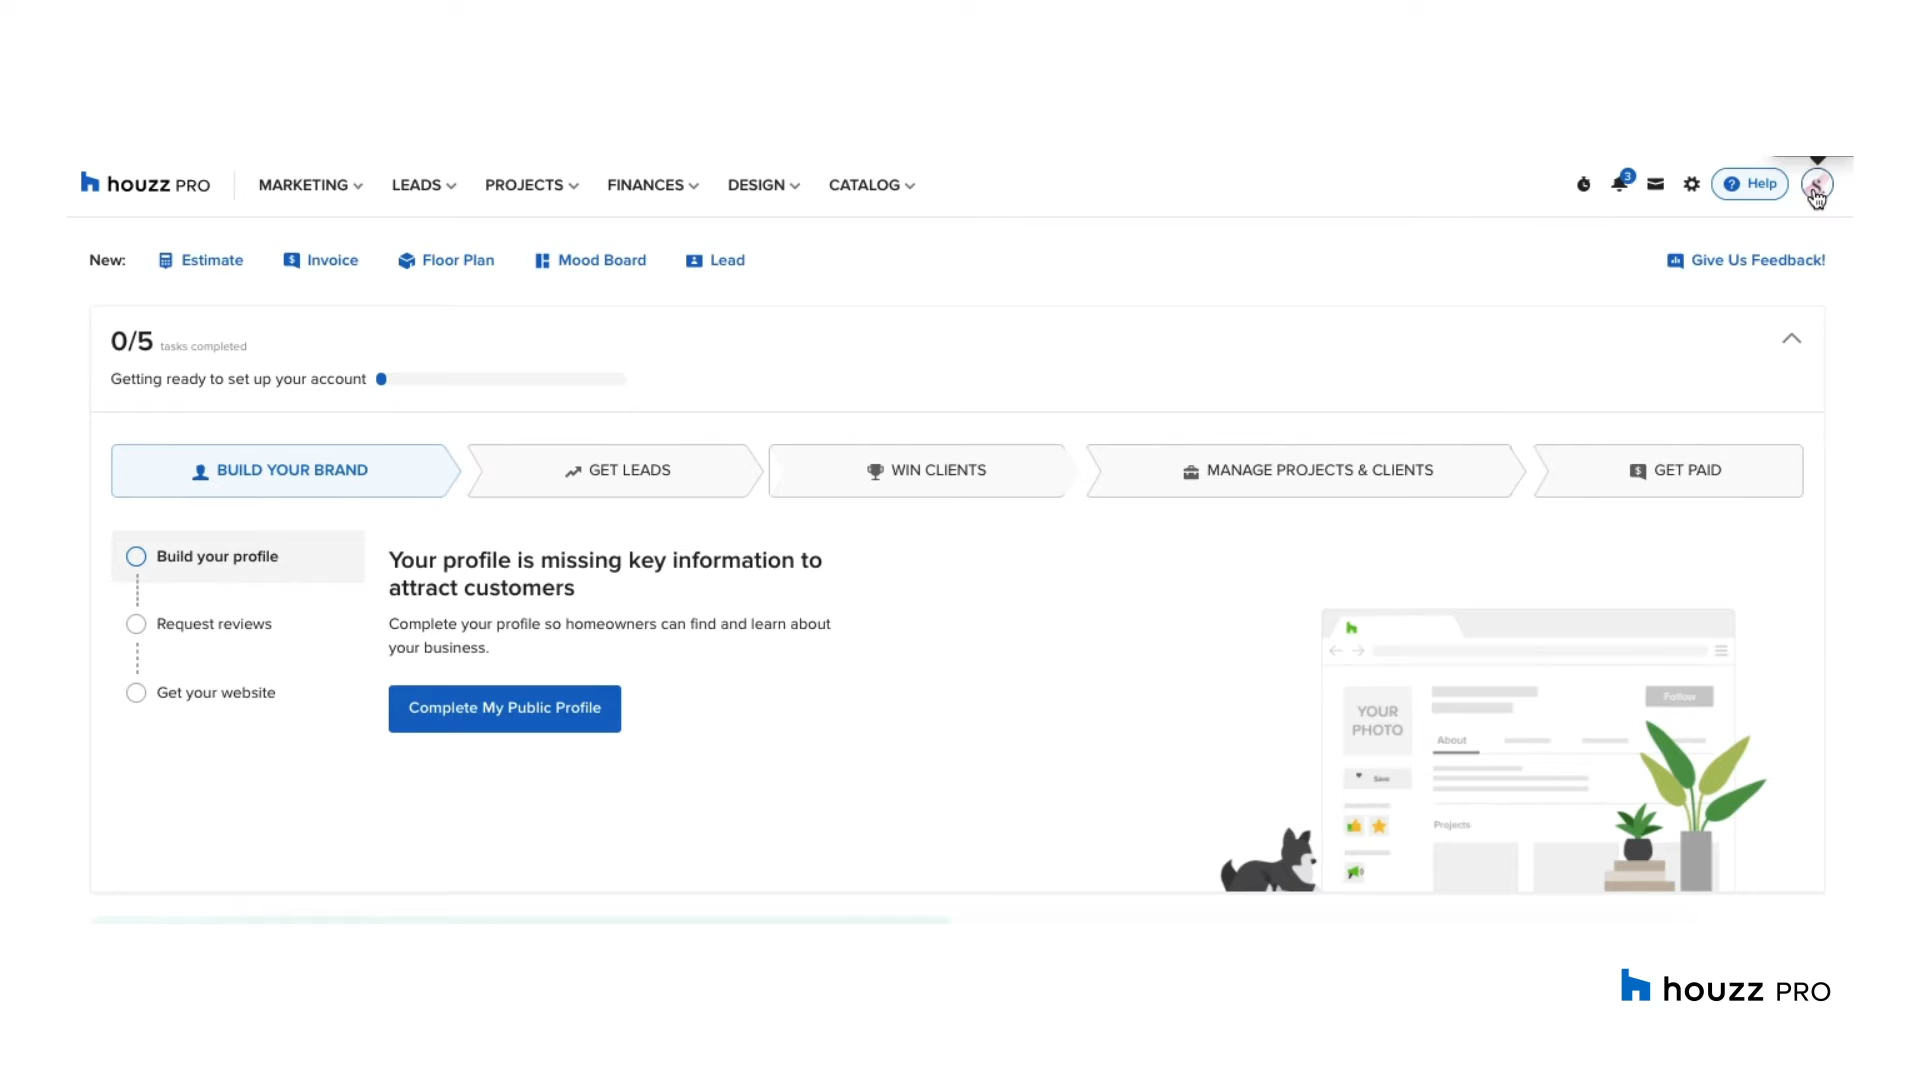 houzz PRO
MARKETING
LEADS
PROJECTS
FINANCES
DESIGN
CATALOG
3
? Help
New:
Estimate
$ Invoice
Floor Plan
Mood Board
Lead
Give Us Feedback!
0/5 tasks completed
Getting ready to set up your account
BUILD YOUR BRAND
GET LEADS
WIN CLIENTS
MANAGE PROJECTS & CLIENTS
$ GET PAID
Build your profile
Request reviews
Get your website
Your profile is missing key information to
attract customers
Complete your profile so homeowners can find and learn about
your business.
Complete My Public Profile
YOUR
PHOTO
Follow
About
Save
Projects
houzz PRO